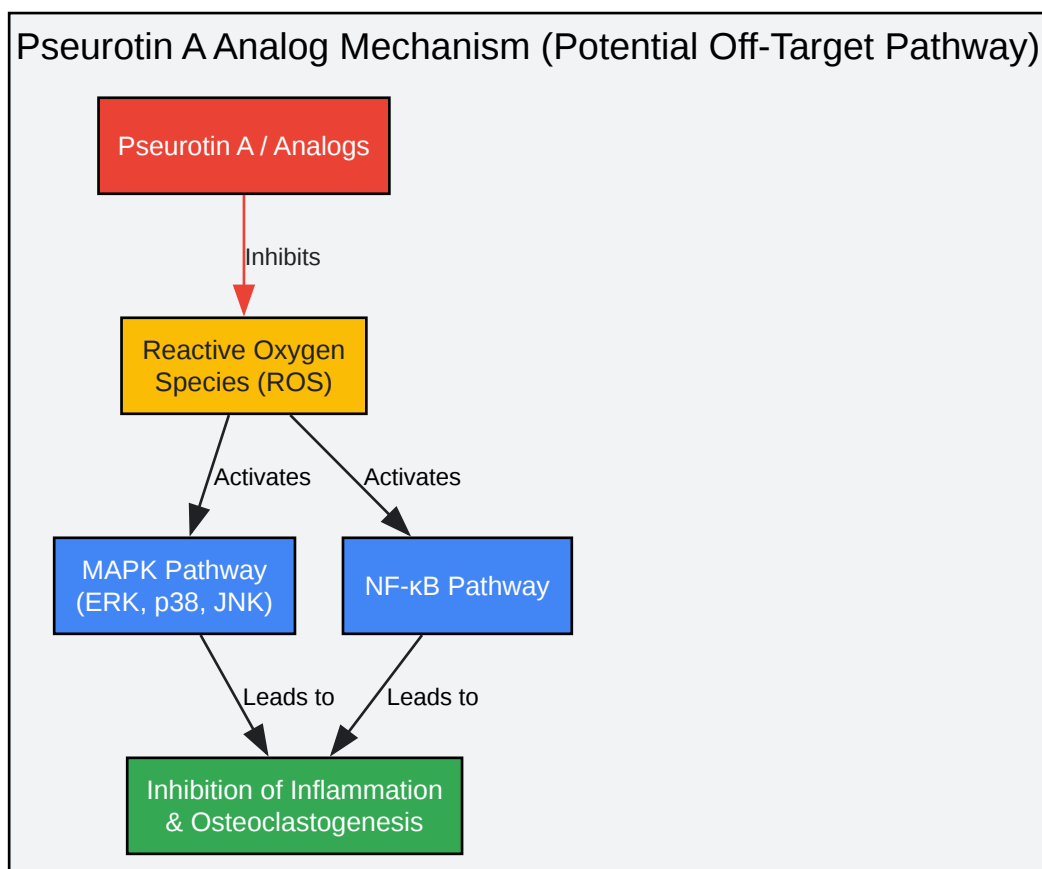 Pseurotin A Analog Mechanism (Potential Off-Target Pathway)
Pseurotin A / Analogs
Inhibits
Reactive Oxygen
Species (ROS)
Activates
Activates
MAPK Pathway
(ERK, p38, JNK)
NF-κB Pathway
Leads to
Leads to
Inhibition of Inflammation
& Osteoclastogenesis